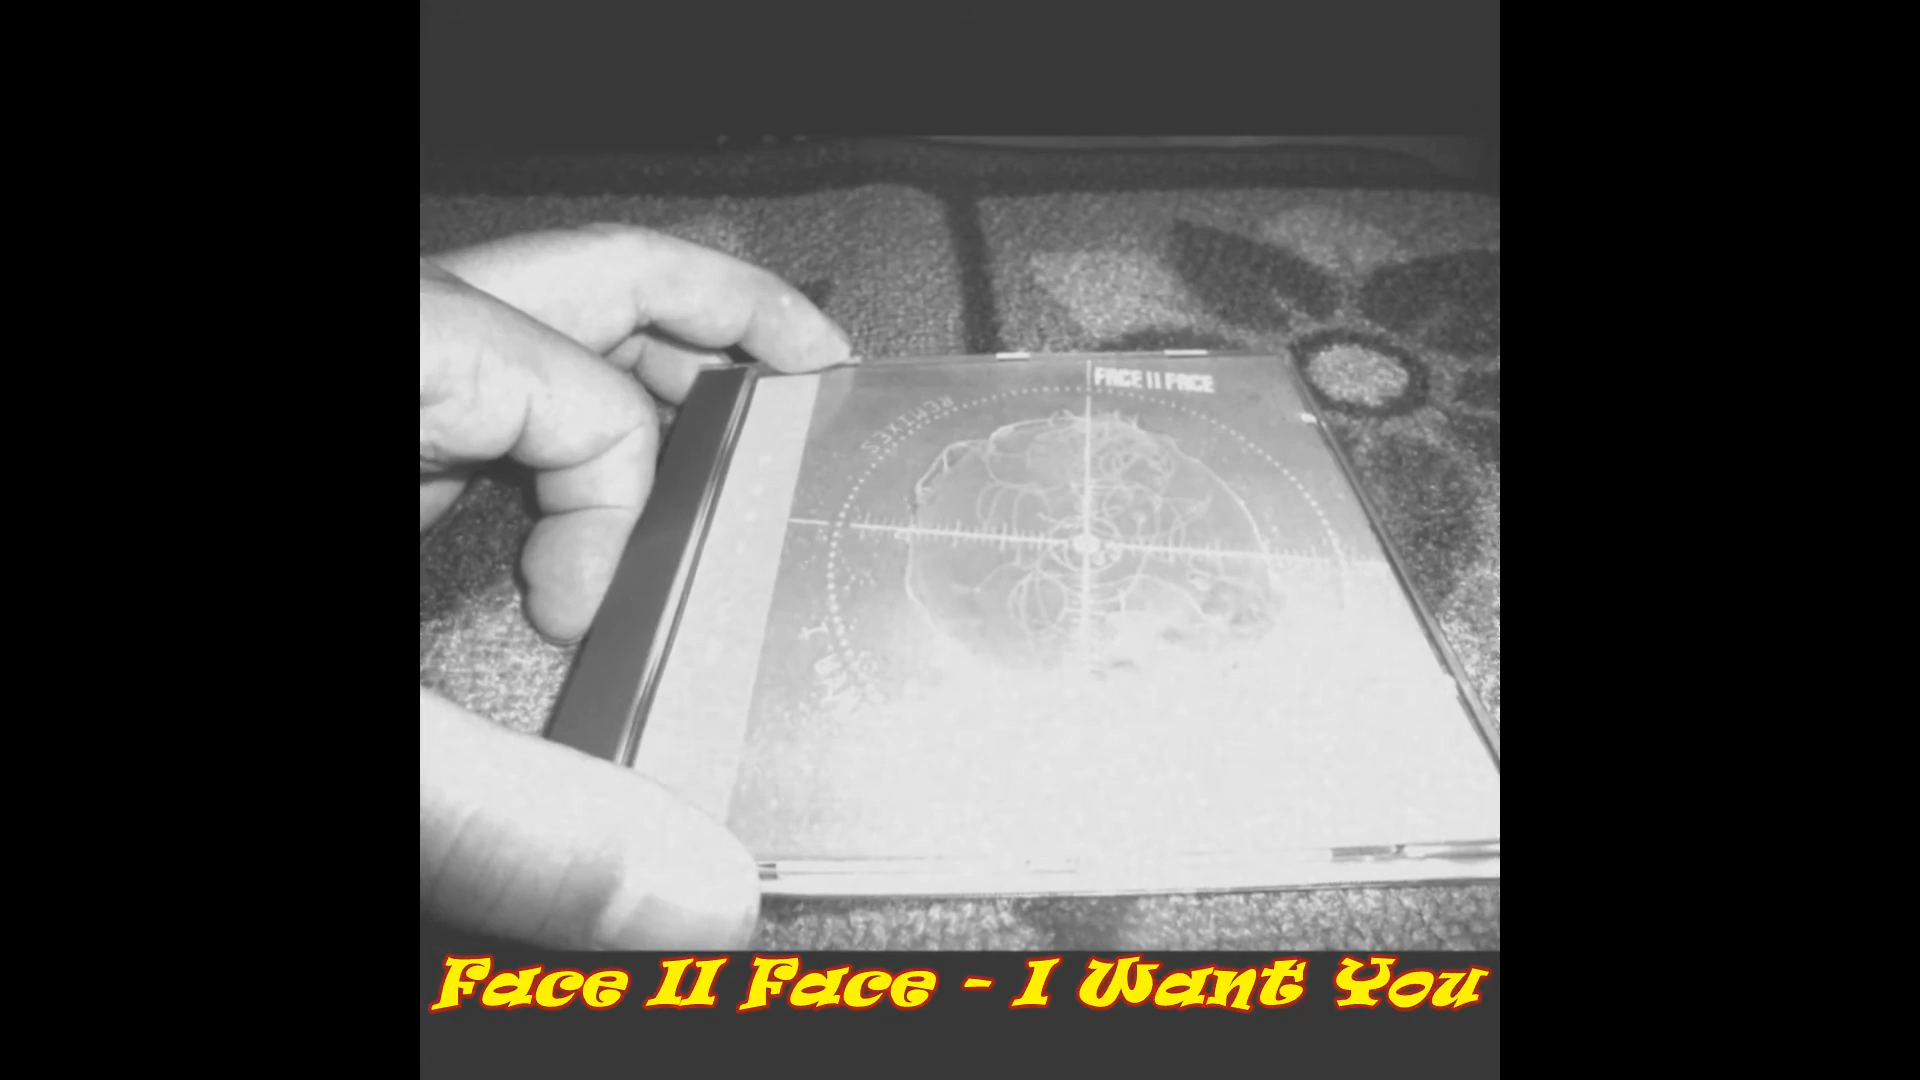 FACE II FACE
REMIXES
I
Face II Face - I Want You